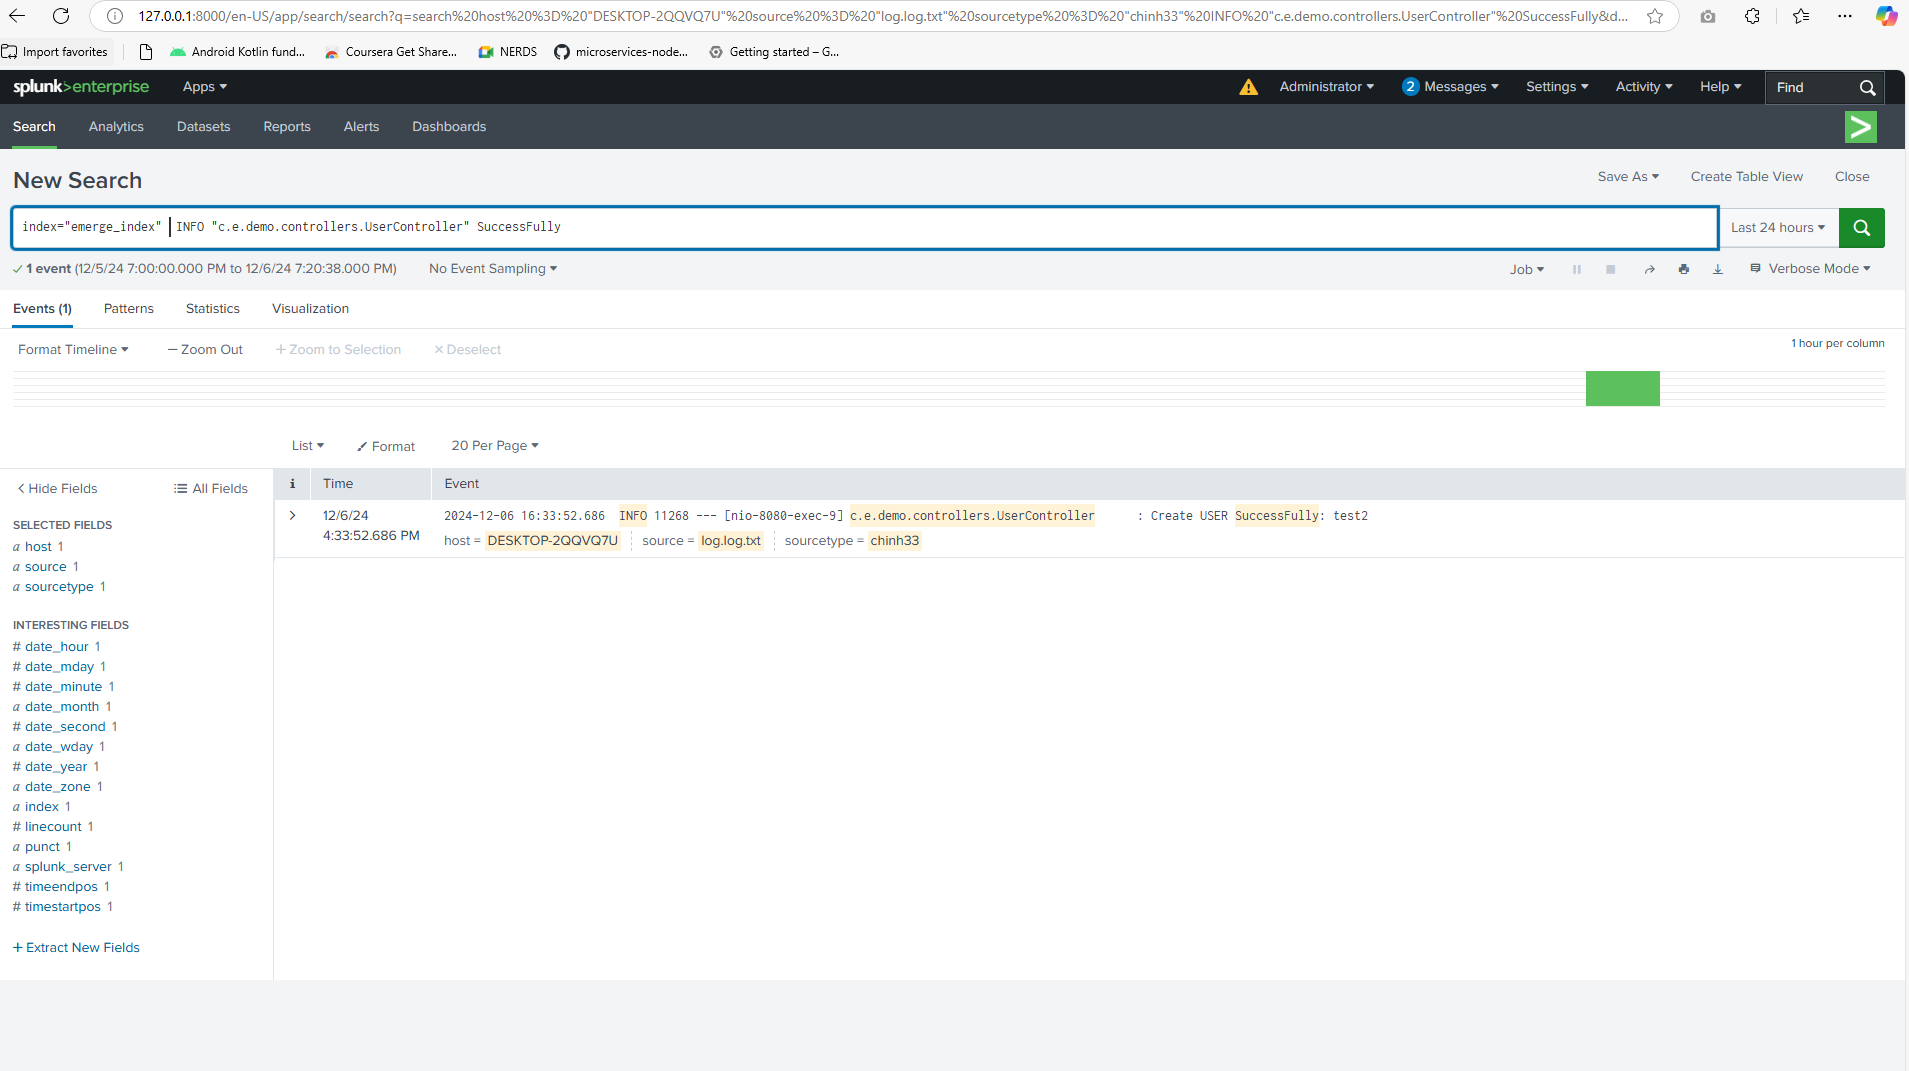 127.0.0.1:8000/en-US/app/search/search?q=search%20host%20%3D%20"DESKTOP-2QQVQ7U"%20source%20%3D%20"log.log.txt"%20sourcetype%20%3D%20"chinh33"%20INFO%20"c.e.demo.controllers.UserController"%20SuccessFully&d...
Import favorites
Android Kotlin fund...
Coursera Get Share...
NERDS
microservices-node...
Getting started – G...
splunk>enterprise
Apps
Administrator
2 Messages
Settings
Activity
Help
Find
Search
Analytics
Datasets
Reports
Alerts
Dashboards
>
New Search
Save As
Create Table View
Close
index="emerge_index" INFO "c.e.demo.controllers.UserController" SuccessFully
Last 24 hours
✓ 1 event (12/5/24 7:00:00.000 PM to 12/6/24 7:20:38.000 PM)
No Event Sampling
Job
Verbose Mode
Events (1)
Patterns
Statistics
Visualization
Format Timeline
— Zoom Out
+ Zoom to Selection
× Deselect
1 hour per column
List
Format
20 Per Page
< Hide Fields
All Fields
i
Time
Event
SELECTED FIELDS
a host 1
a source 1
a sourcetype 1
INTERESTING FIELDS
# date_hour 1
# date_mday 1
# date_minute 1
a date_month 1
# date_second 1
a date_wday 1
# date_year 1
a date_zone 1
a index 1
# linecount 1
a punct 1
a splunk_server 1
# timeendpos 1
# timestartpos 1
+ Extract New Fields
>
12/6/24
4:33:52.686 PM
2024-12-06 16:33:52.686 INFO 11268 --- [nio-8080-exec-9] c.e.demo.controllers.UserController : Create USER SuccessFully: test2
host = DESKTOP-2QQVQ7U source = log.log.txt sourcetype = chinh33